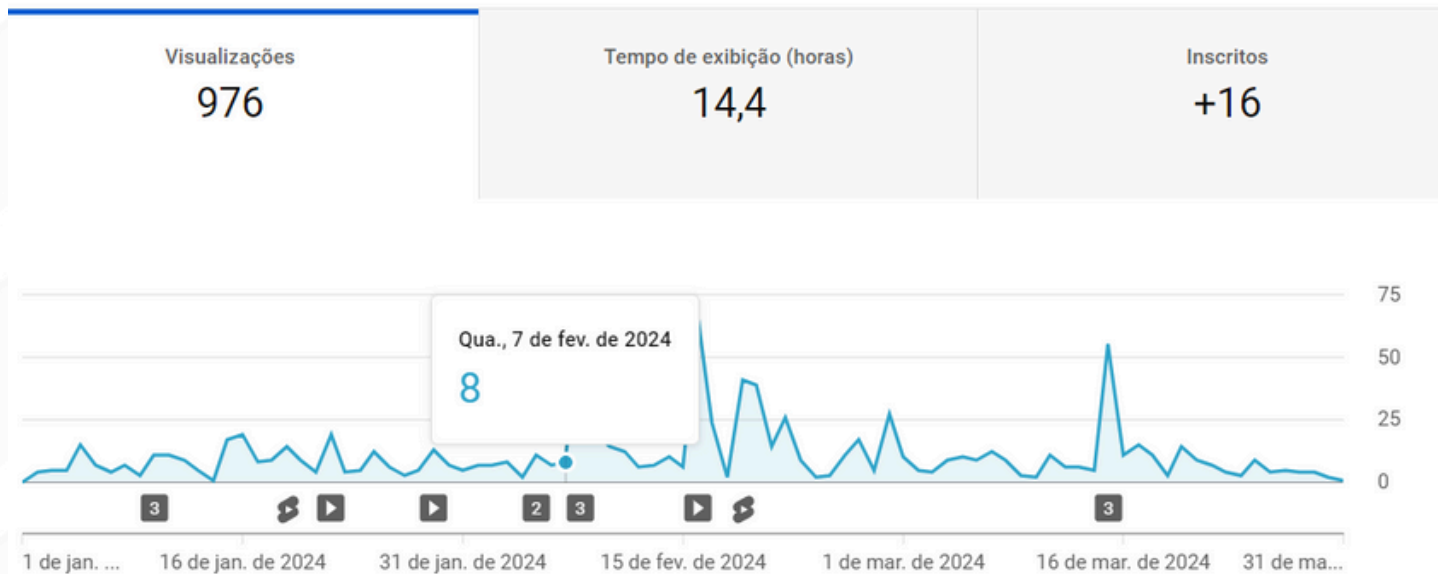 Visualizações
976
Tempo de exibição (horas)
14,4
Inscritos
+16
Qua., 7 de fev. de 2024
8
75
50
25
0
3
2
3
3
1 de jan. ...
16 de jan. de 2024
31 de jan. de 2024
15 de fev. de 2024
1 de mar. de 2024
16 de mar. de 2024
31 de ma...